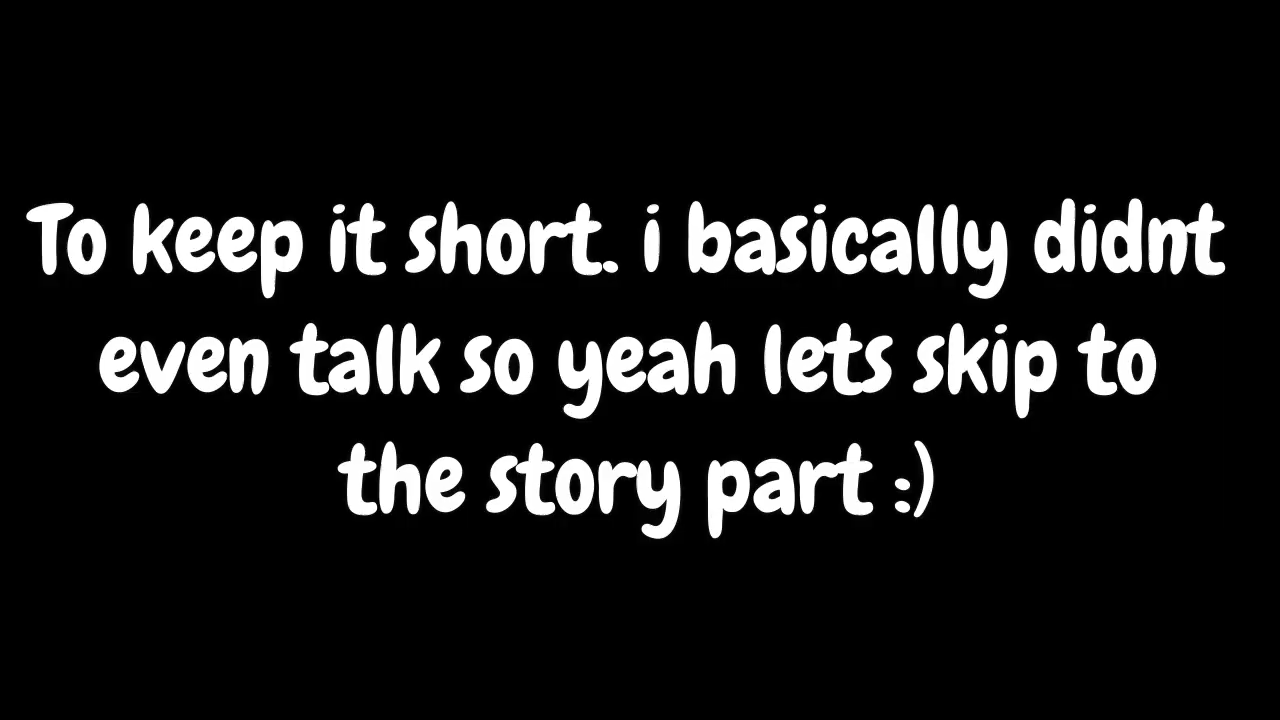 To keep it short. i basically didnt
even talk so yeah lets skip to
the story part :)